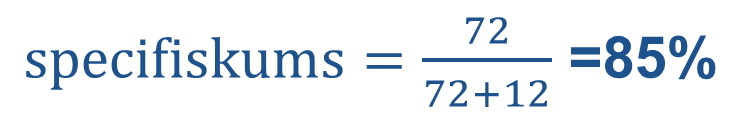 specifiskums = 72 / 72+12 =85%